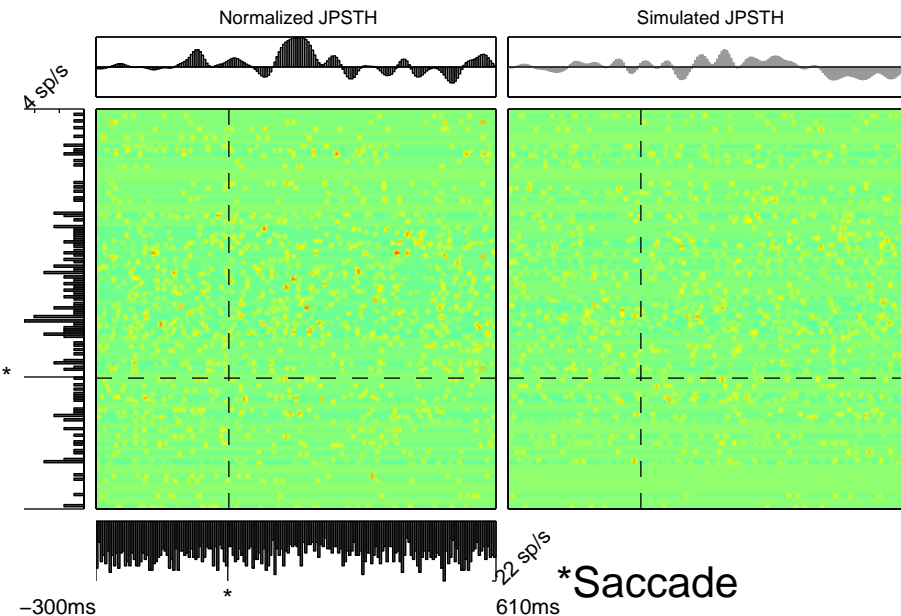 Normalized JPSTH
Simulated JPSTH
4 sp/s
*
22 sp/s
*Saccade
*
−300ms
610ms